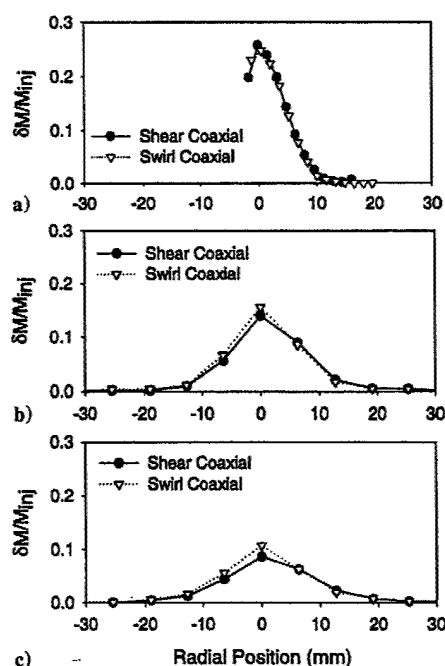 0.3
0.2
0.1
0.0
δM/Minj
Shear Coaxial
Swirl Coaxial
-30 -20 -10 0 10 20 30
a)
0.3
0.2
0.1
0.0
δM/Minj
Shear Coaxial
Swirl Coaxial
-30 -20 -10 0 10 20 30
b)
0.3
0.2
0.1
0.0
δM/Minj
Shear Coaxial
Swirl Coaxial
-30 -20 -10 0 10 20 30
c)
Radial Position (mm)